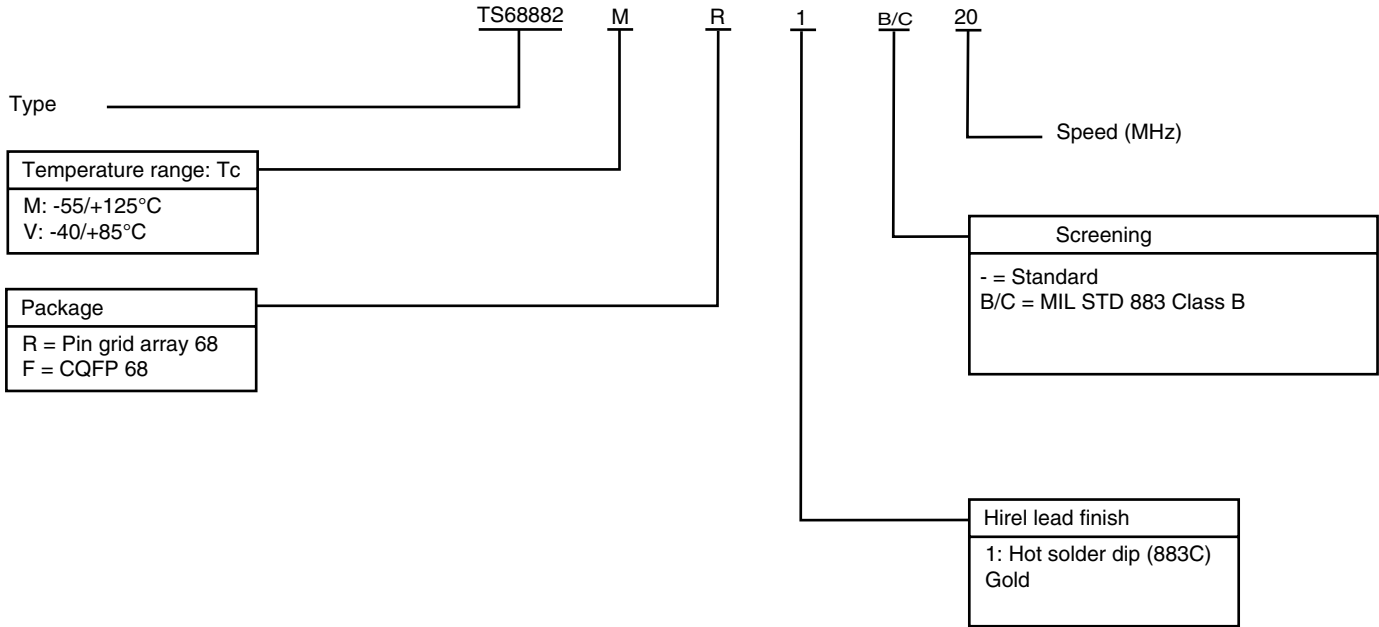 TS68882 M R 1 B/C 20
Type
Speed (MHz)
Temperature range: Tc
M: -55/+125°C
V: -40/+85°C
Screening
- = Standard
B/C = MIL STD 883 Class B
Package
R = Pin grid array 68
F = CQFP 68
Hirel lead finish
1: Hot solder dip (883C)
Gold